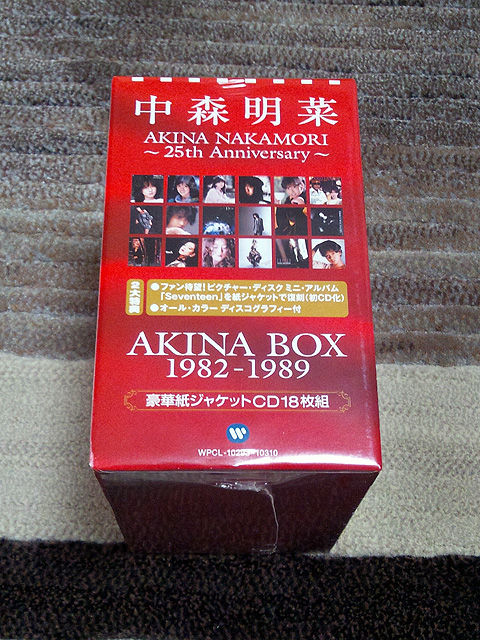 中森明菜
AKINA NAKAMORI
~25th Anniversary~
2大特典
●ファン待望!ピクチャー・ディスク ミニ・アルバム
「Seventeen」を紙ジャケットで復刻(初CD化)
●オール・カラー ディスコグラフィー付
AKINA BOX
1982-1989
豪華紙ジャケットCD18枚組
WPCL-10293~10310